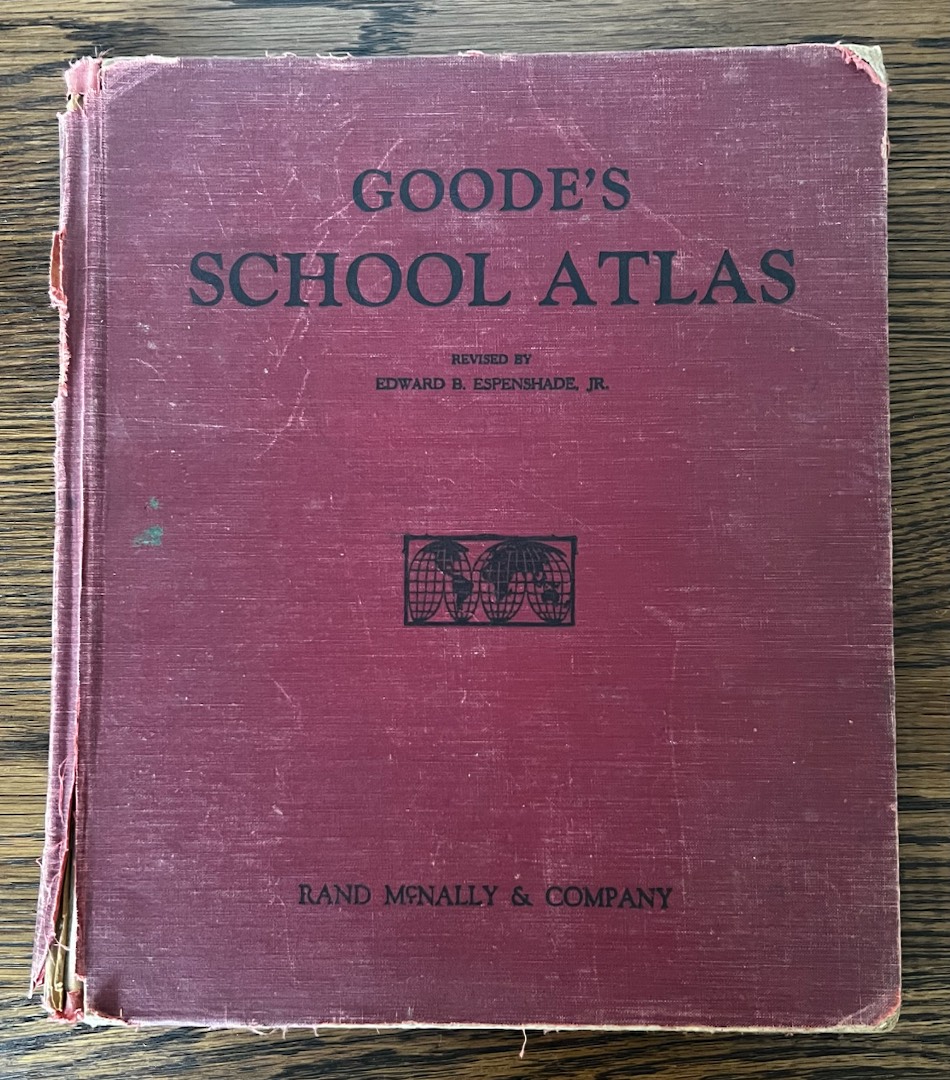 GOODE'S
SCHOOL ATLAS
REVISED BY
EDWARD B. ESPENSHADE, JR.
RAND McNALLY & COMPANY